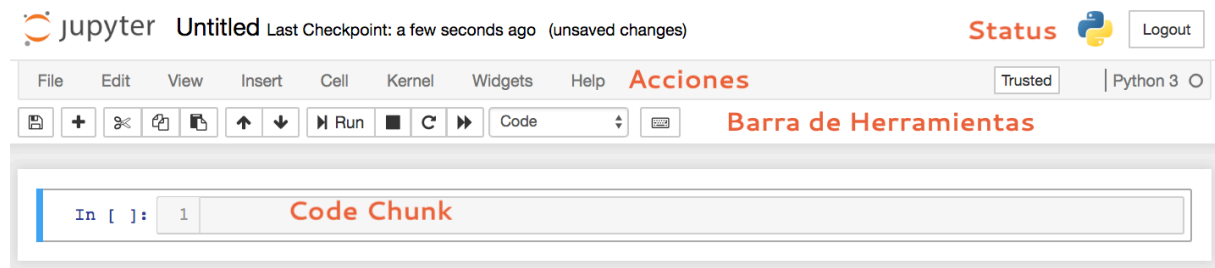 jupyter Untitled Last Checkpoint: a few seconds ago (unsaved changes) Status Logout
File Edit View Insert Cell Kernel Widgets Help Acciones Trusted Python 3
Run Code Barra de Herramientas
In [ ]: 1 Code Chunk